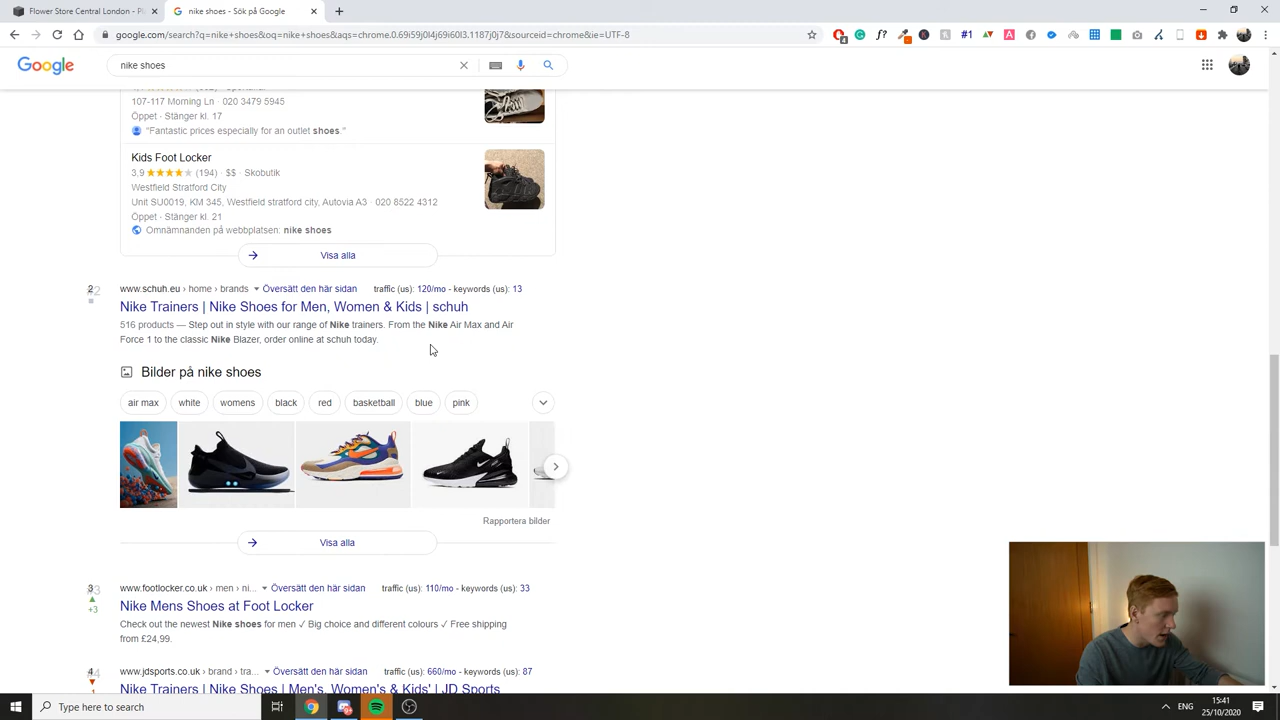 Flower Store Central London - Pl
nike shoes - Sök på Google
google.com/search?q=nike+shoes&oq=nike+shoes&aqs=chrome.0.69i59j0l4j69i60l3.1187j0j7&sourceid=chrome&ie=UTF-8
Google
nike shoes
107-117 Morning Ln · 020 3479 5945
Öppet · Stänger kl. 17
"Fantastic prices especially for an outlet shoes."
Kids Foot Locker
3,9 (194) · $$ · Skobutik
Westfield Stratford City
Unit SU0019, KM 345, Westfield stratford city, Autovia A3 · 020 8522 4312
Öppet · Stänger kl. 21
Omnämnanden på webbplatsen: nike shoes
Visa alla
2
www.schuh.eu › home › brands Översätt den här sidan traffic (us): 120/mo - keywords (us): 13
Nike Trainers | Nike Shoes for Men, Women & Kids | schuh
516 products — Step out in style with our range of Nike trainers. From the Nike Air Max and Air
Force 1 to the classic Nike Blazer, order online at schuh today.
Bilder på nike shoes
air max white womens black red basketball blue pink
Rapportera bilder
Visa alla
3
www.footlocker.co.uk › men › ni... Översätt den här sidan traffic (us): 110/mo - keywords (us): 33
+3
Nike Mens Shoes at Foot Locker
Check out the newest Nike shoes for men ✓ Big choice and different colours ✓ Free shipping
from £24,99.
4
www.jdsports.co.uk › brand › tra... Översätt den här sidan traffic (us): 660/mo - keywords (us): 87
Nike Trainers | Nike Shoes | Men's, Women's & Kids' | JD Sports
Type here to search
ENG
15:41
25/10/2020